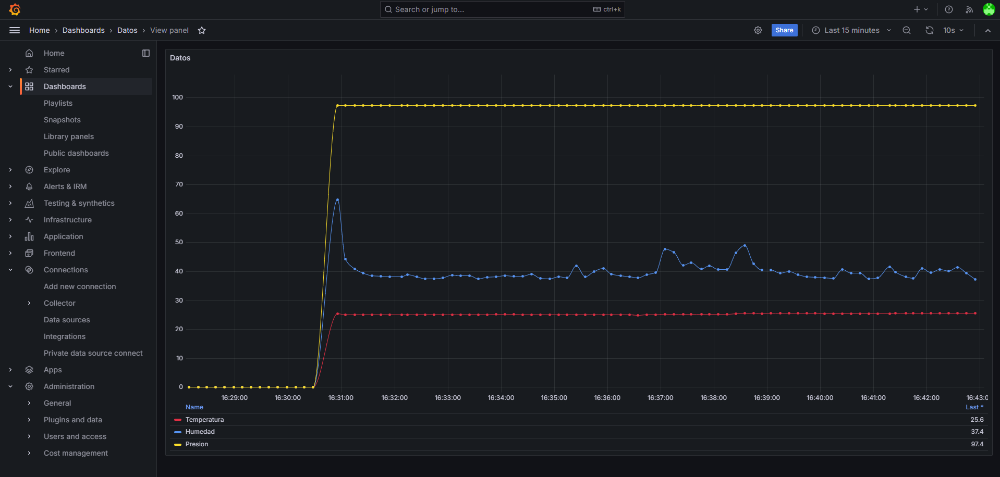 Search or jump to... ctrl+k
Home › Dashboards › Datos › View panel Share Last 15 minutes 10s
Home
Starred
Dashboards
Playlists
Snapshots
Library panels
Public dashboards
Explore
Alerts & IRM
Testing & synthetics
Infrastructure
Application
Frontend
Connections
Add new connection
Collector
Data sources
Integrations
Private data source connect
Apps
Administration
General
Plugins and data
Users and access
Cost management
Datos
100
90
80
70
60
50
40
30
20
10
0
16:29:00 16:30:00 16:31:00 16:32:00 16:33:00 16:34:00 16:35:00 16:36:00 16:37:00 16:38:00 16:39:00 16:40:00 16:41:00 16:42:00 16:43:0
Name Last *
Temperatura 25.6
Humedad 37.4
Presion 97.4